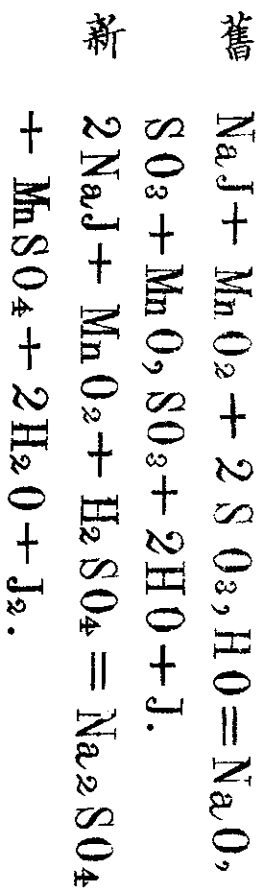 舊 NaJ + MnO₂ + 2SO₃,HO = NaO,
SO₃ + MnO,SO₃ + 2HO + J.
新 2NaJ + MnO₂ + H₂SO₄ = Na₂SO₄
+ MnSO₄ + 2H₂O + J₂.